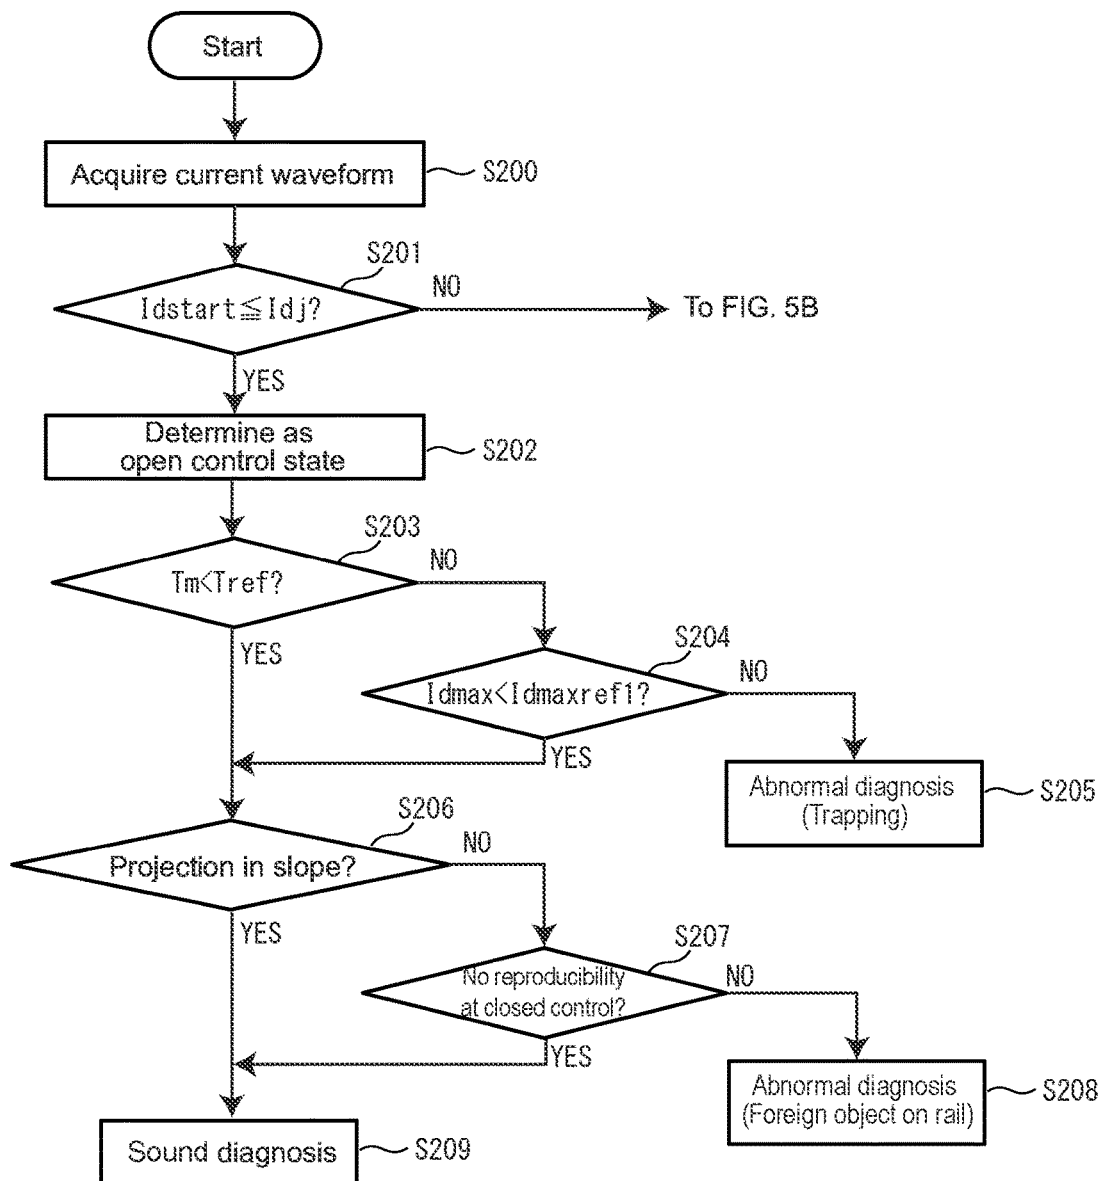 Start
Acquire current waveform
S200
S201
Idstart≦Idj?
NO
To FIG. 5B
YES
Determine as
open control state
S202
S203
Tm<Tref?
NO
YES
S204
Idmax<Idmaxref1?
NO
YES
Abnormal diagnosis
(Trapping)
S205
S206
Projection in slope?
NO
YES
S207
No reproducibility
at closed control?
NO
YES
Abnormal diagnosis
(Foreign object on rail)
S208
Sound diagnosis
S209